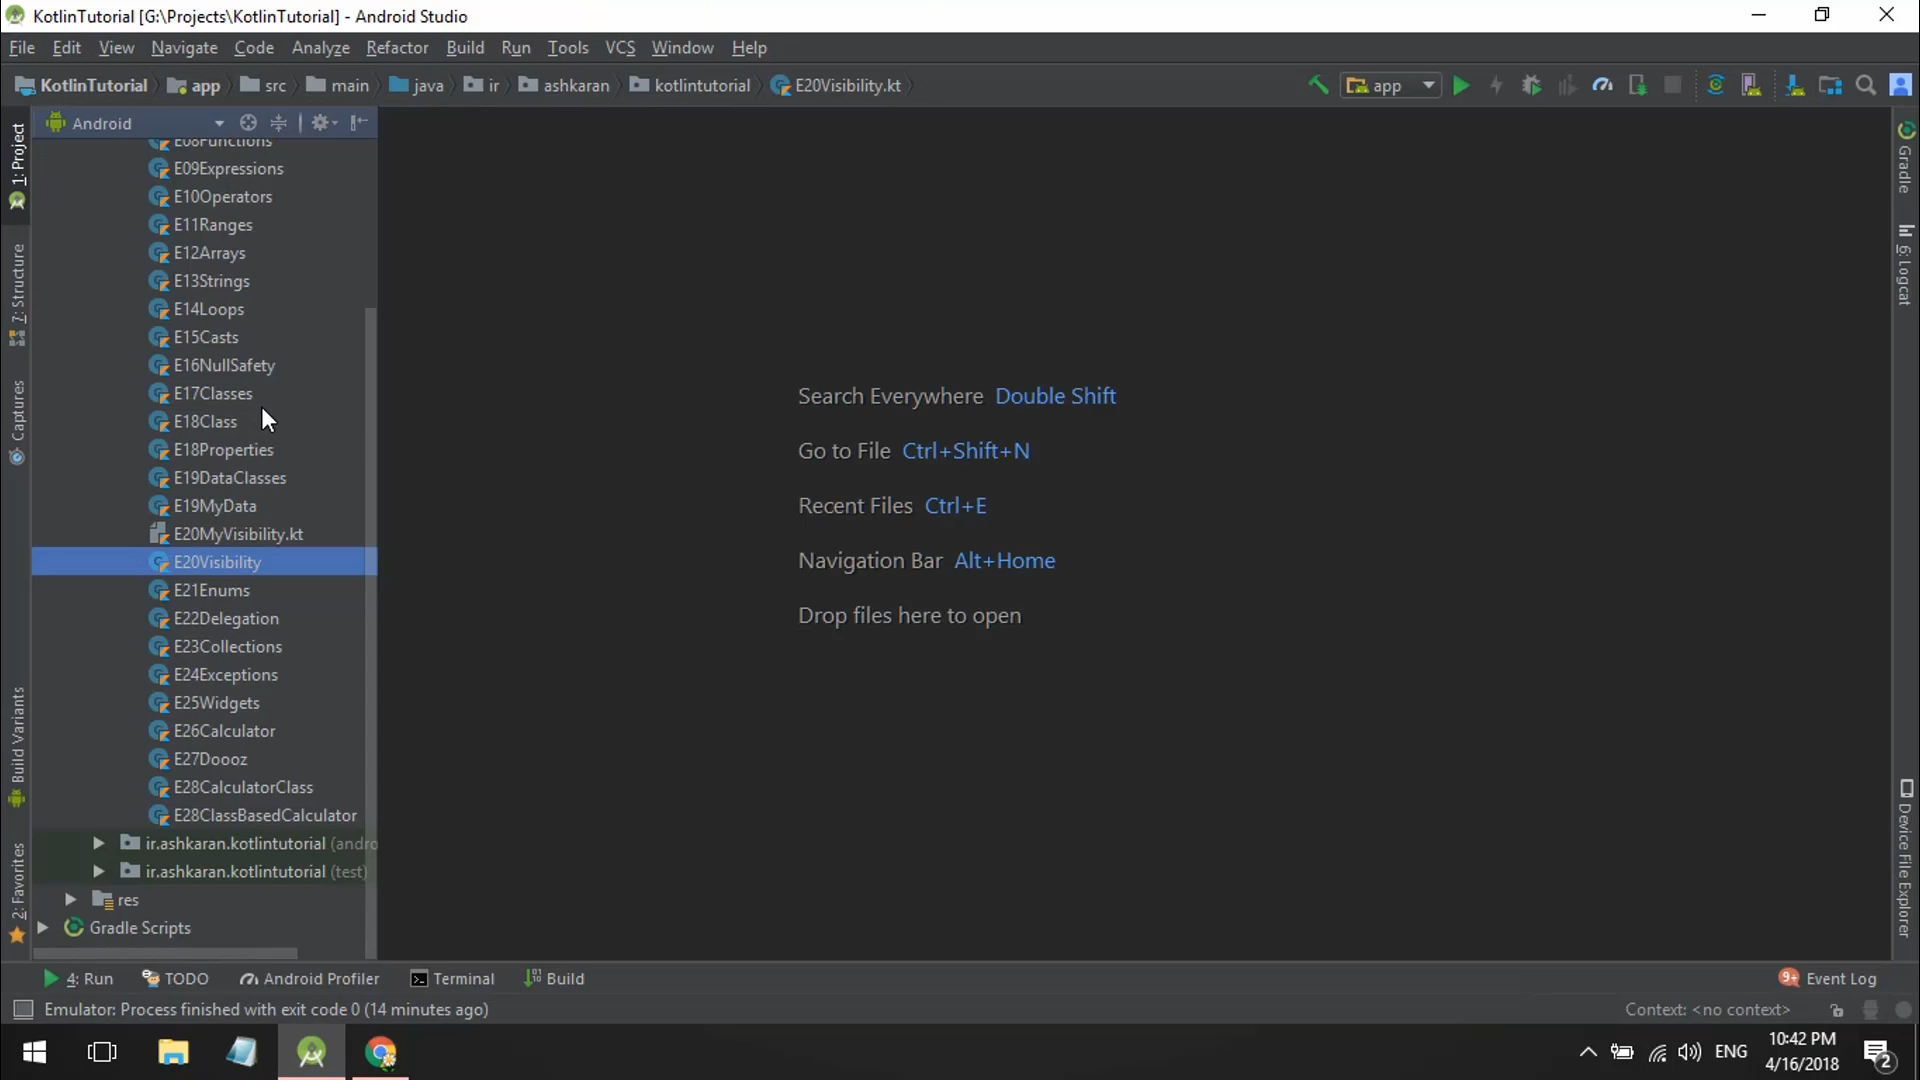 KotlinTutorial [G:\Projects\KotlinTutorial] - Android Studio
File Edit View Navigate Code Analyze Refactor Build Run Tools VCS Window Help
KotlinTutorial app src main java ir ashkaran kotlintutorial E20Visibility.kt app
Android
1: Project
7: Structure
Captures
Build Variants
2: Favorites
E08Functions
E09Expressions
E10Operators
E11Ranges
E12Arrays
E13Strings
E14Loops
E15Casts
E16NullSafety
E17Classes
E18Class
E18Properties
E19DataClasses
E19MyData
E20MyVisibility.kt
E20Visibility
E21Enums
E22Delegation
E23Collections
E24Exceptions
E25Widgets
E26Calculator
E27Doooz
E28CalculatorClass
E28ClassBasedCalculator
ir.ashkaran.kotlintutorial (andro
ir.ashkaran.kotlintutorial (test)
res
Gradle Scripts
Search Everywhere Double Shift
Go to File Ctrl+Shift+N
Recent Files Ctrl+E
Navigation Bar Alt+Home
Drop files here to open
Gradle
6: Logcat
Device File Explorer
4: Run TODO Android Profiler Terminal Build 9+ Event Log
Emulator: Process finished with exit code 0 (14 minutes ago) Context: <no context>
ENG
10:42 PM
4/16/2018
2